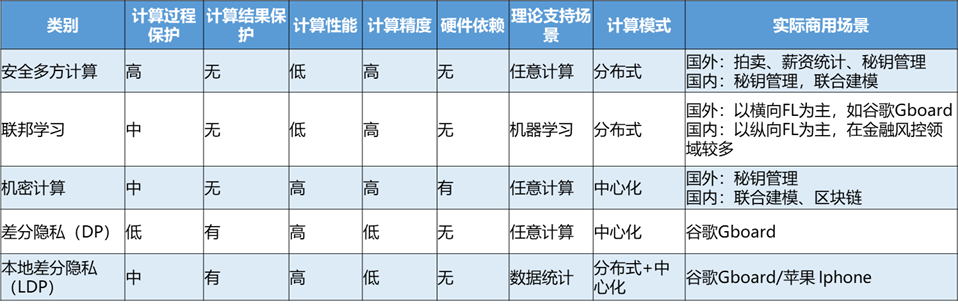 类别 计算过程保护 计算结果保护 计算性能 计算精度 硬件依赖 理论支持场景 计算模式 实际商用场景
安全多方计算 高 无 低 高 无 任意计算 分布式 国外：拍卖、薪资统计、秘钥管理
国内：秘钥管理，联合建模
联邦学习 中 无 低 高 无 机器学习 分布式 国外：以横向FL为主，如谷歌Gboard
国内：以纵向FL为主，在金融风控领
域较多
机密计算 中 无 高 高 有 任意计算 中心化 国外：秘钥管理
国内：联合建模、区块链
差分隐私（DP） 低 有 高 低 无 任意计算 中心化 谷歌Gboard
本地差分隐私
（LDP） 中 有 高 低 无 数据统计 分布式+中
心化 谷歌Gboard/苹果 Iphone